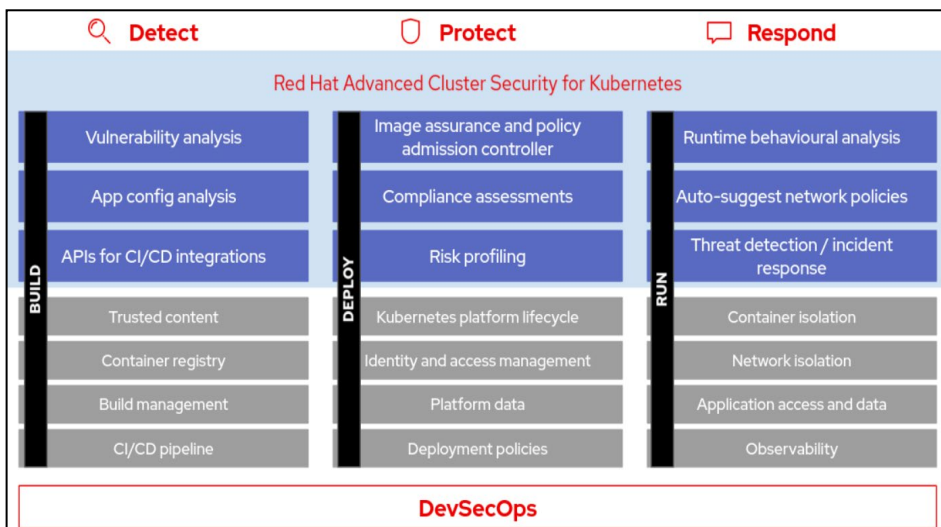 Detect
Protect
Respond
Red Hat Advanced Cluster Security for Kubernetes
BUILD
Vulnerability analysis
App config analysis
APIs for CI/CD integrations
Trusted content
Container registry
Build management
CI/CD pipeline
DEPLOY
Image assurance and policy
admission controller
Compliance assessments
Risk profiling
Kubernetes platform lifecycle
Identity and access management
Platform data
Deployment policies
RUN
Runtime behavioural analysis
Auto-suggest network policies
Threat detection / incident
response
Container isolation
Network isolation
Application access and data
Observability
DevSecOps